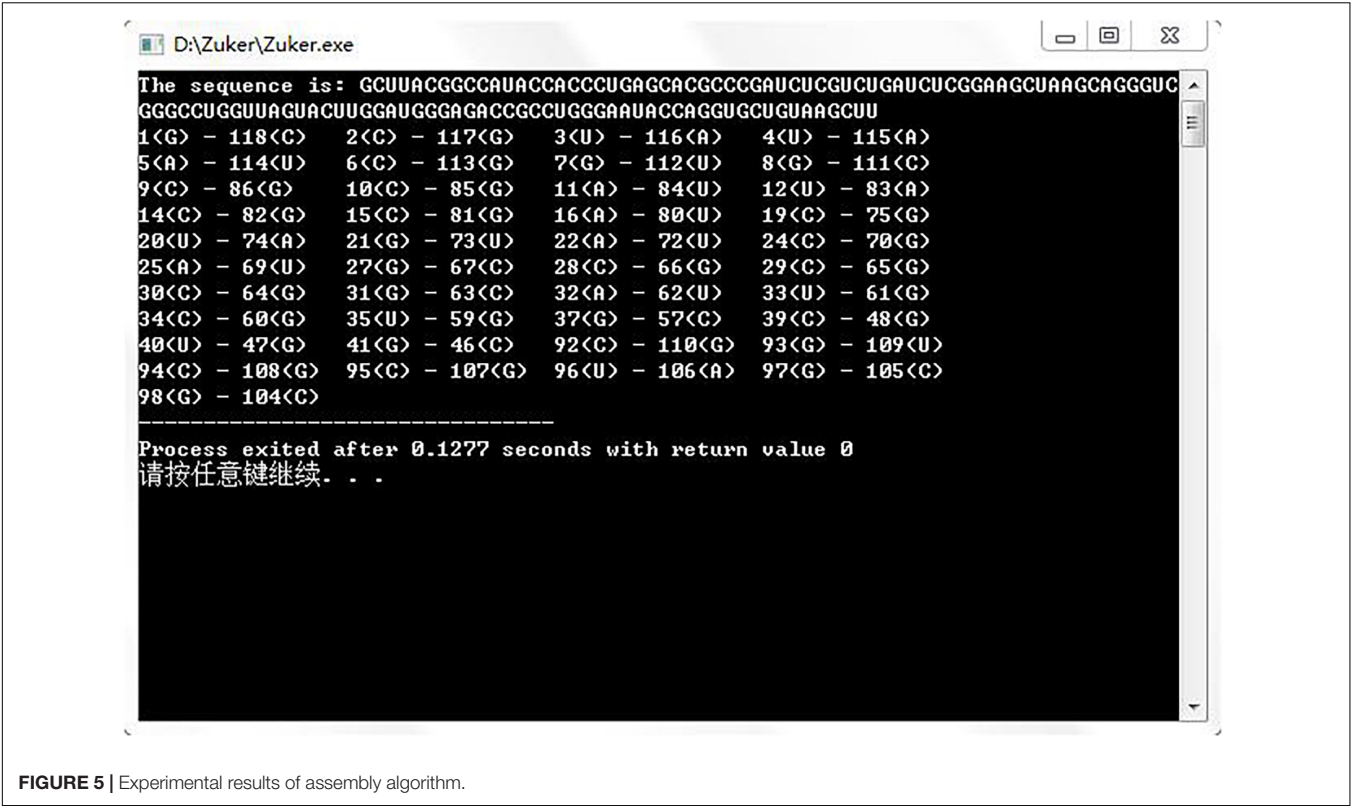 D:\Zuker\Zuker.exe
The sequence is: GCUUACGGCCAUACCACCCUGAGCACGCCCGAUCUCGUCUGAUCUCGGAAGCUAAGCAGGGUC
GGGCCUGGUUAGUACUUGGAUGGGAGACCGCCUGGGAAUACCAGGUGCUGUAAGCUU
1(G) - 118(C) 2(C) - 117(G) 3(U) - 116(A) 4(U) - 115(A)
5(A) - 114(U) 6(C) - 113(G) 7(G) - 112(U) 8(G) - 111(C)
9(C) - 86(G) 10(C) - 85(G) 11(A) - 84(U) 12(U) - 83(A)
14(C) - 82(G) 15(C) - 81(G) 16(A) - 80(U) 19(C) - 75(G)
20(U) - 74(A) 21(G) - 73(U) 22(A) - 72(U) 24(C) - 70(G)
25(A) - 69(U) 27(G) - 67(C) 28(C) - 66(G) 29(C) - 65(G)
30(C) - 64(G) 31(G) - 63(C) 32(A) - 62(U) 33(U) - 61(G)
34(C) - 60(G) 35(U) - 59(G) 37(G) - 57(C) 39(C) - 48(G)
40(U) - 47(G) 41(G) - 46(C) 92(C) - 110(G) 93(G) - 109(U)
94(C) - 108(G) 95(C) - 107(G) 96(U) - 106(A) 97(G) - 105(C)
98(G) - 104(C)
--------------------------------
Process exited after 0.1277 seconds with return value 0
请按任意键继续. . .
FIGURE 5 | Experimental results of assembly algorithm.